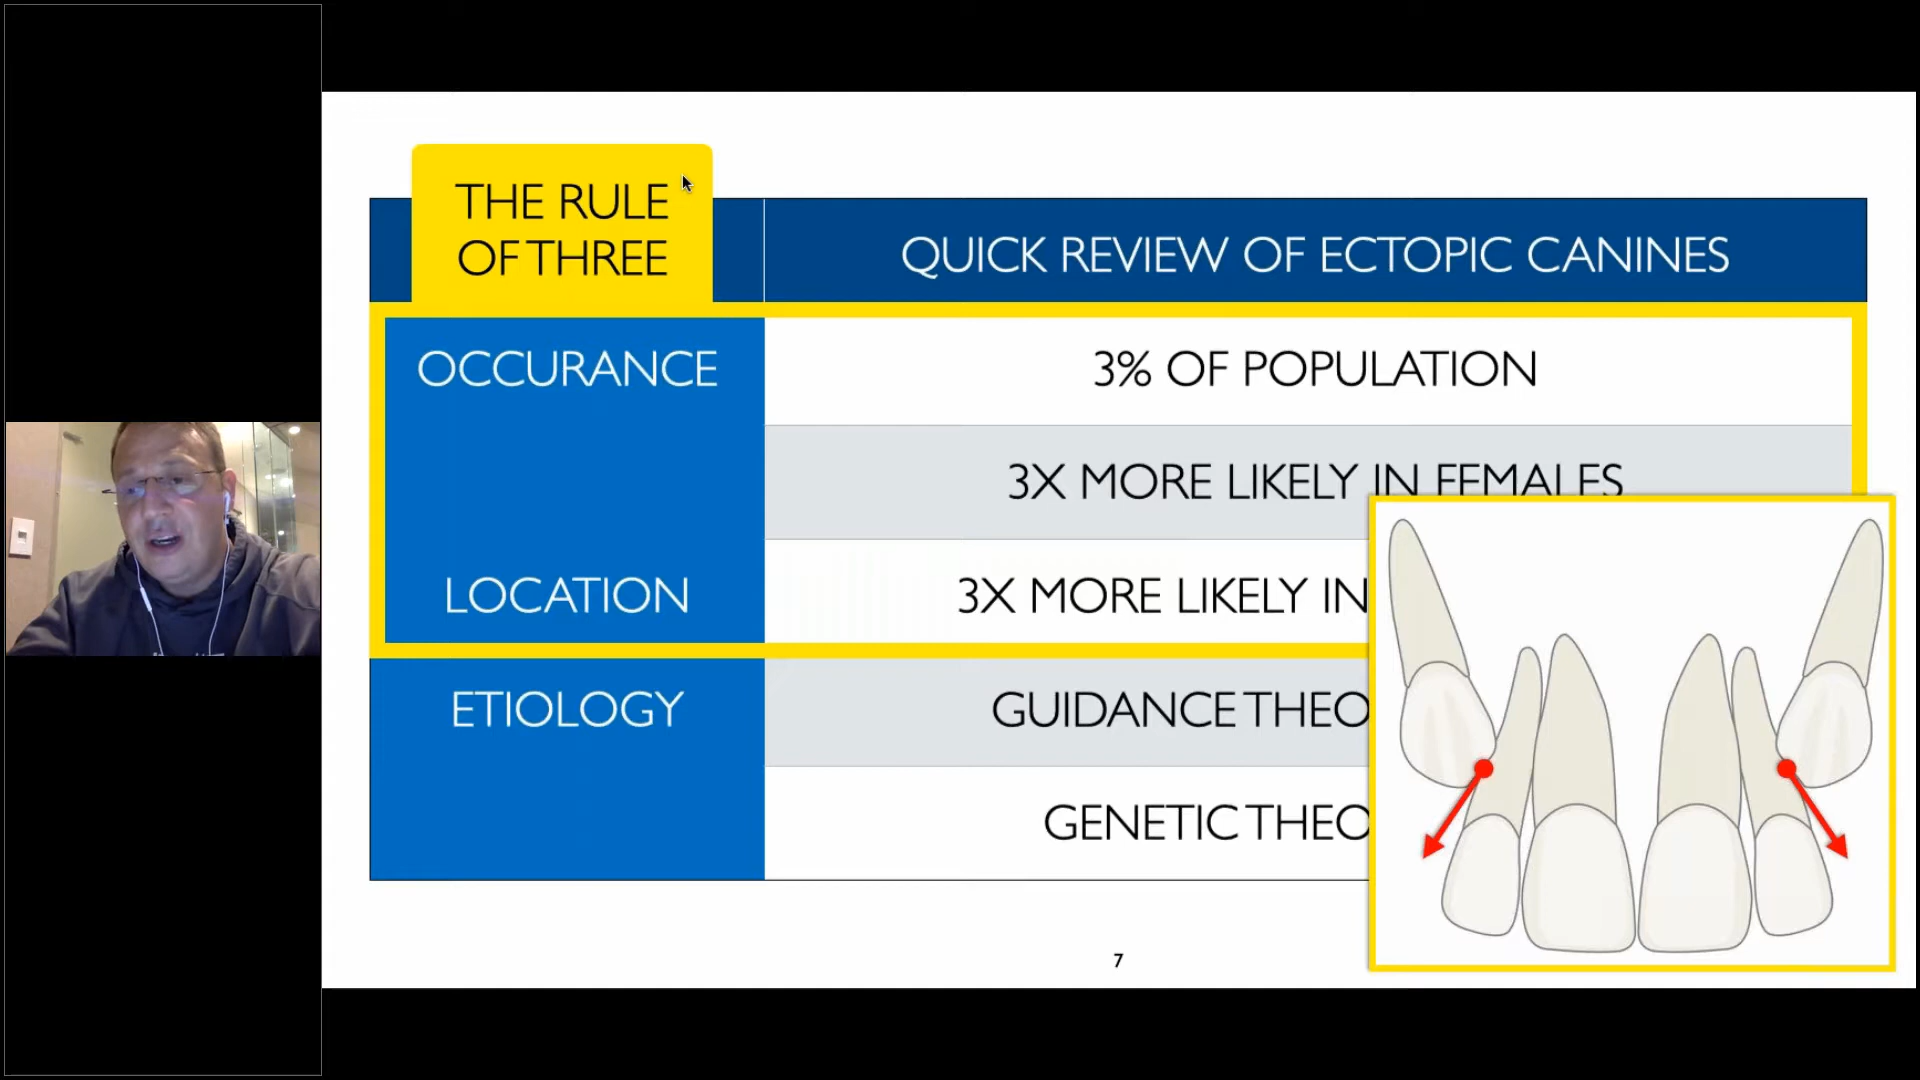 THE RULE
OF THREE
QUICK REVIEW OF ECTOPIC CANINES
OCCURANCE
3% OF POPULATION
3X MORE LIKELY IN FEMALES
LOCATION
3X MORE LIKELY IN
ETIOLOGY
GUIDANCE THEO
GENETIC THEO
7